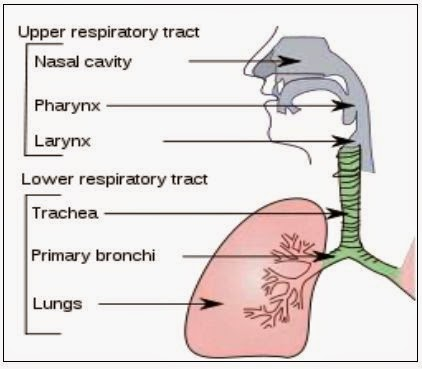 Upper respiratory tract
Nasal cavity
Pharynx
Larynx
Lower respiratory tract
Trachea
Primary bronchi
Lungs